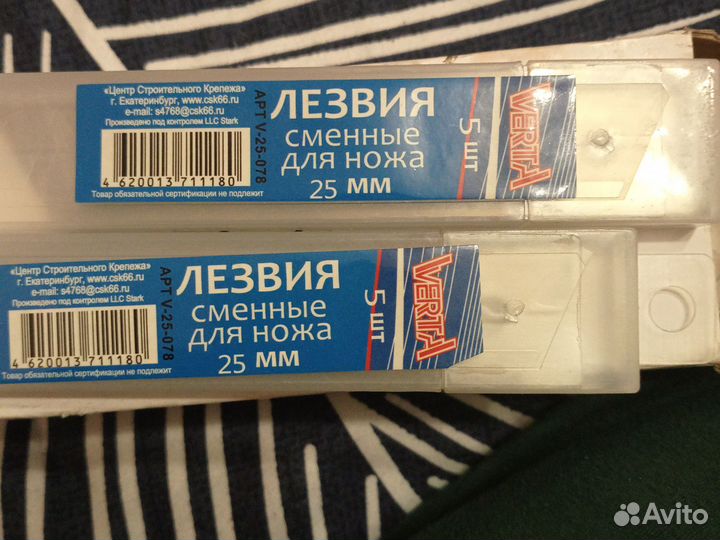 «Центр Строительного Крепежа»
г. Екатеринбург, www.csk66.ru
e-mail: s4768@csk66.ru
Произведено под контролем LLC Stark
4 620013 711180
Товар обязательной сертификации не подлежит
АРТ V-25-078
ЛЕЗВИЯ
сменные
для ножа
25 мм
5 шт
VERTA
«Центр Строительного Крепежа»
г. Екатеринбург, www.csk66.ru
e-mail: s4768@csk66.ru
Произведено под контролем LLC Stark
4 620013 711180
Товар обязательной сертификации не подлежит
АРТ V-25-078
ЛЕЗВИЯ
сменные
для ножа
25 мм
5 шт
VERTA
Avito